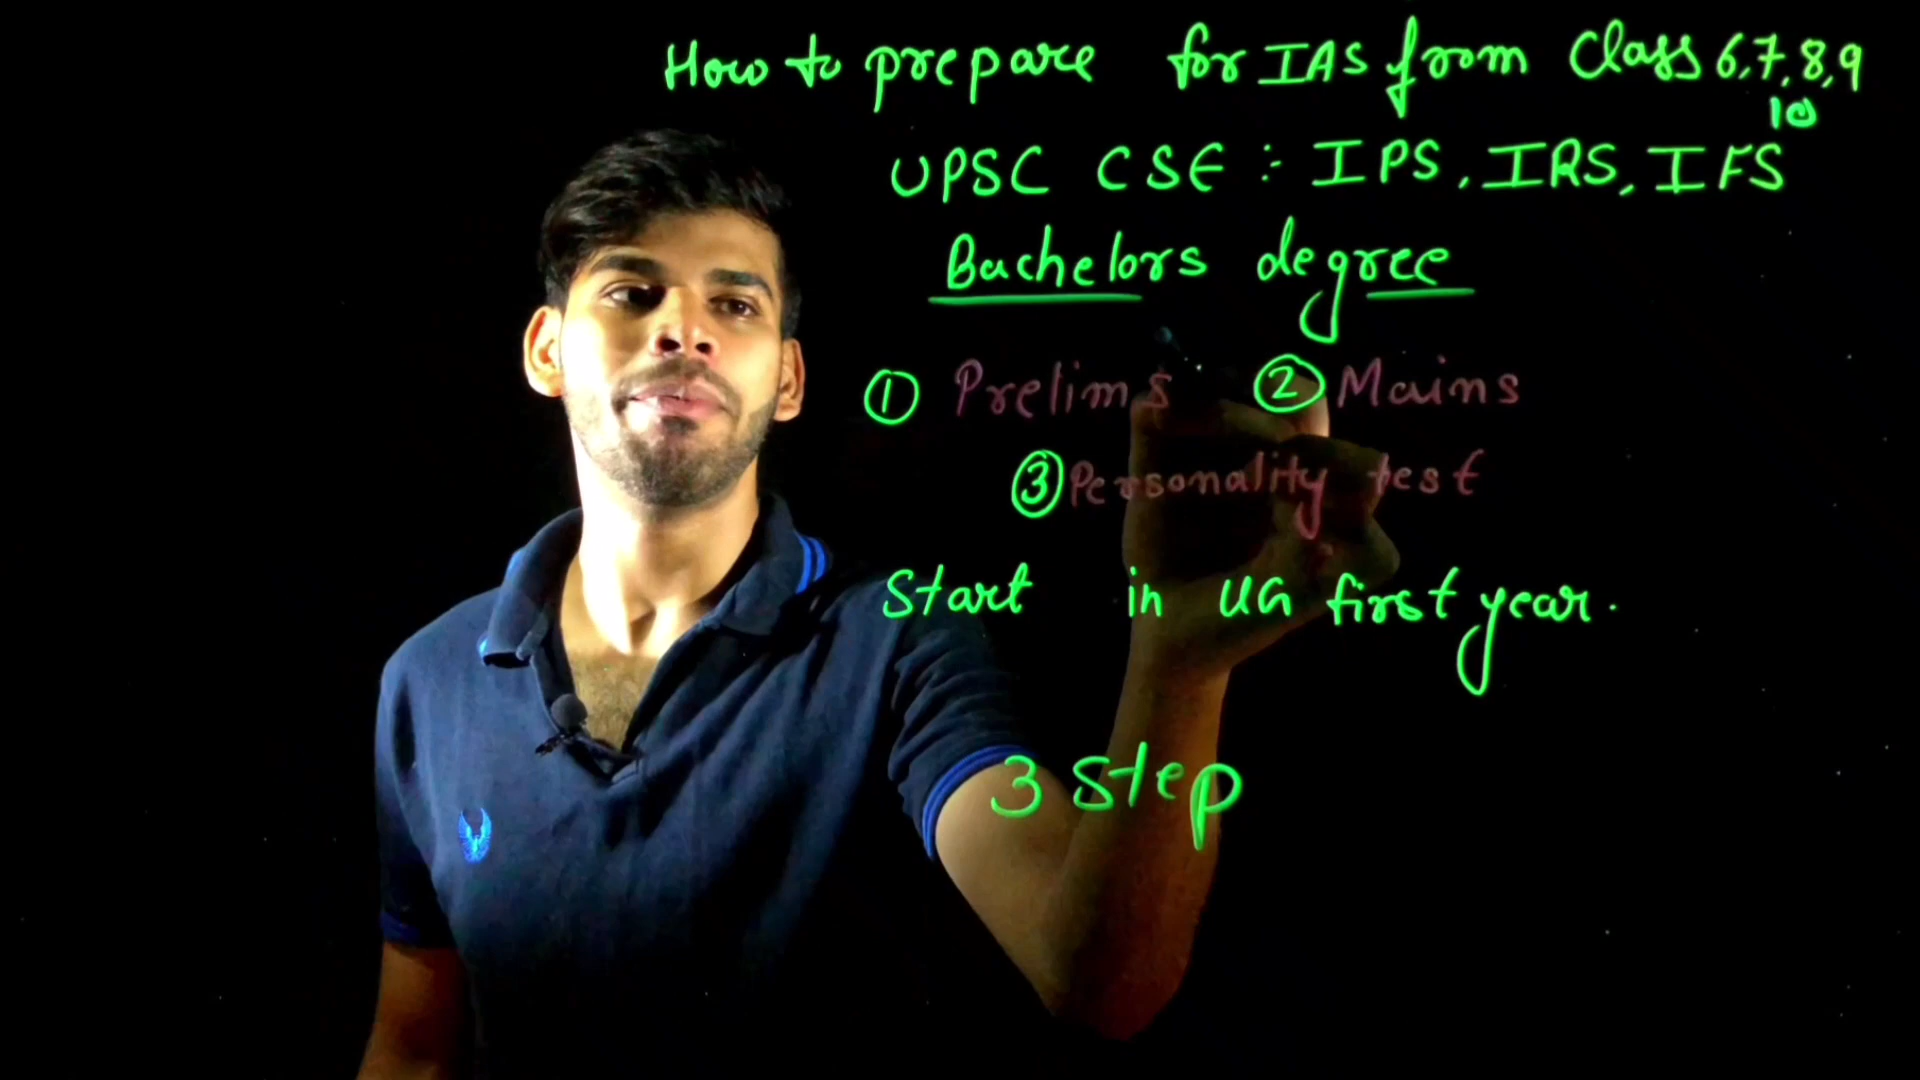 How to prepare for IAS from Class 6,7,8,9
10
UPSC CSE :- IPS, IRS, IFS
Bachelors degree
① Prelims ② Mains
③ Personality test
Start in UG first year.
3 Step